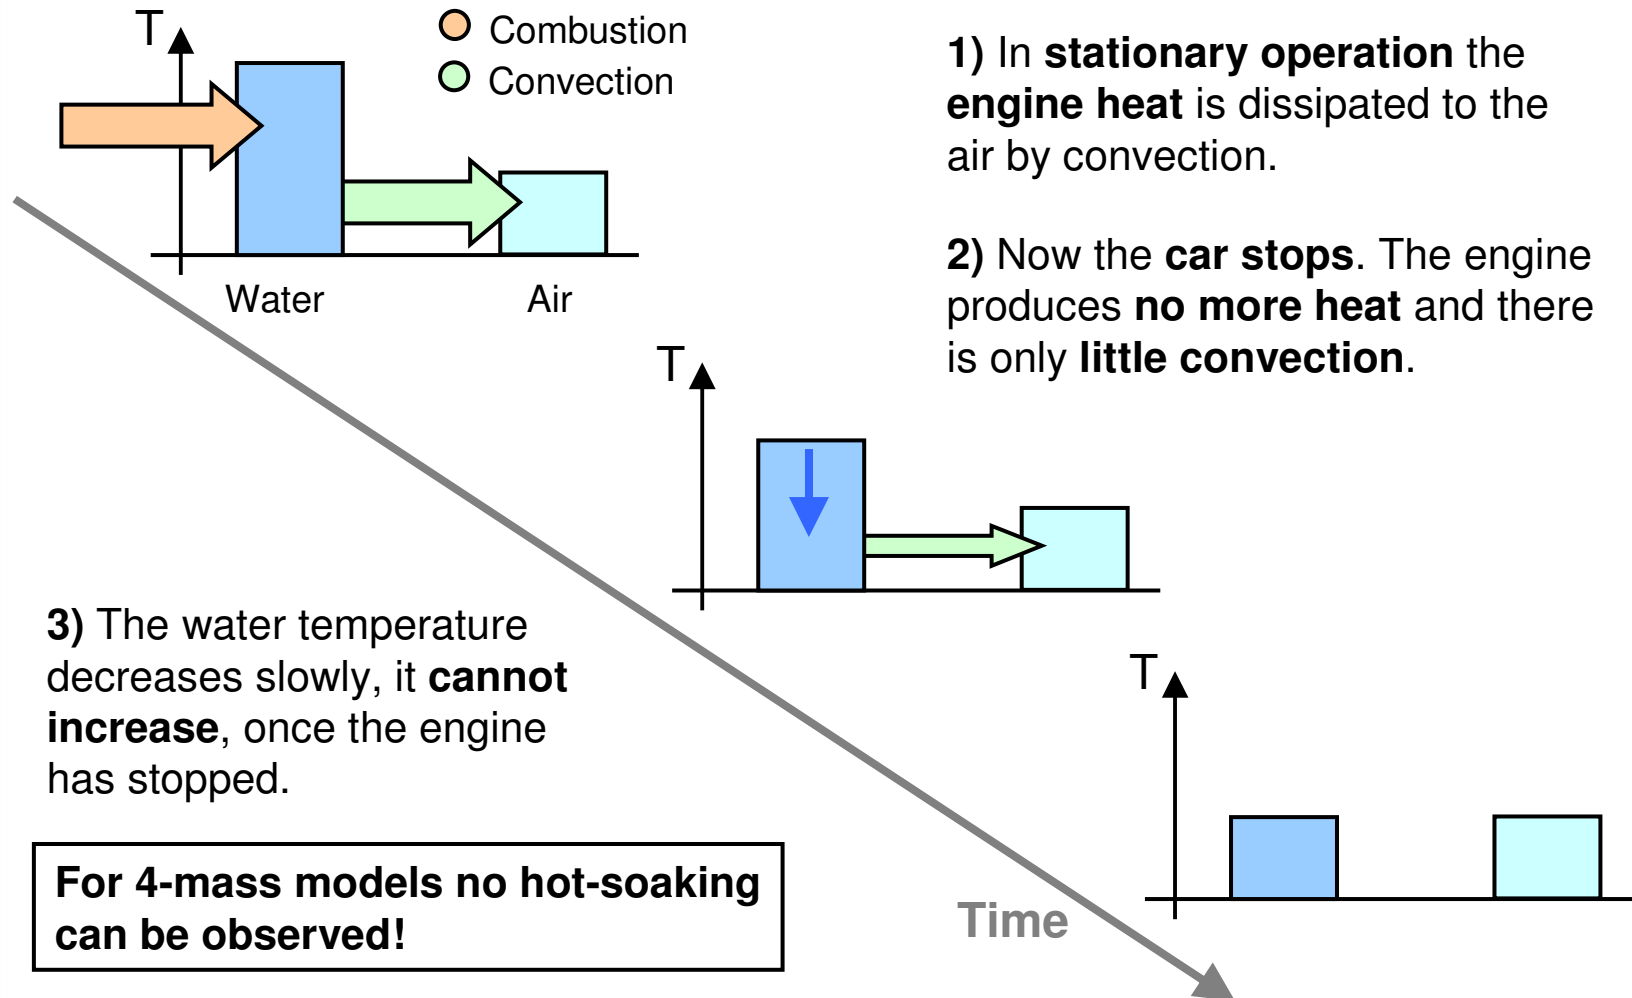 T
Combustion
Convection
Water
Air
1) In stationary operation the
engine heat is dissipated to the
air by convection.
2) Now the car stops. The engine
produces no more heat and there
is only little convection.
T
3) The water temperature
decreases slowly, it cannot
increase, once the engine
has stopped.
T
For 4-mass models no hot-soaking
can be observed!
Time